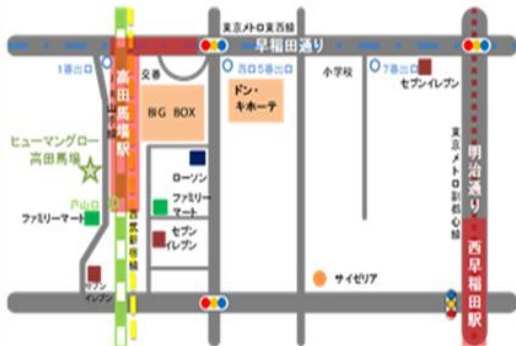 東京メトロ東西線
早稲田通り
1番出口
高田馬場駅
交番
西口5番出口
小学校
7番出口
セブンイレブン
BIG BOX
ドン・
キホーテ
ヒューマングロー
高田馬場
ローソン
東京メトロ副都心線
明治通り
戸山口
ファミリーマート
ファミリー
マート
西武新宿線
セブン
イレブン
西早稲田駅
セブン
イレブン
サイゼリア